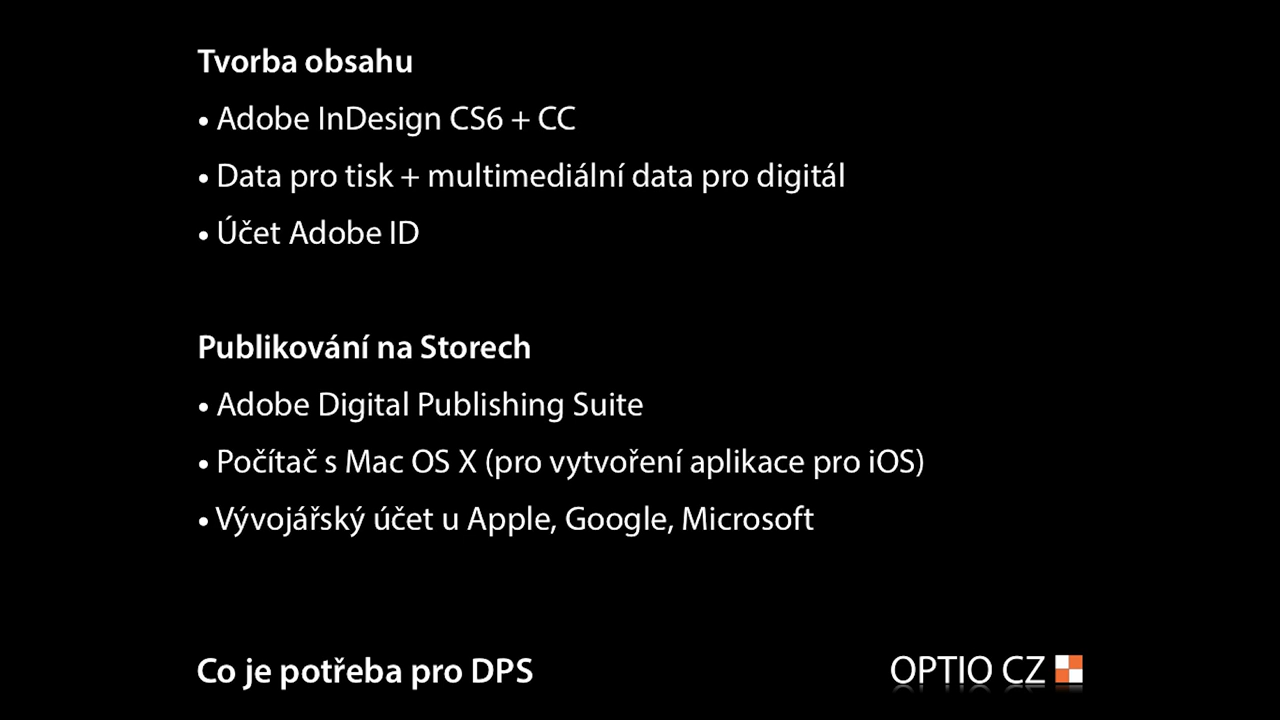 Tvorba obsahu
• Adobe InDesign CS6 + CC
• Data pro tisk + multimediální data pro digitál
• Účet Adobe ID
Publikování na Storech
• Adobe Digital Publishing Suite
• Počítač s Mac OS X (pro vytvoření aplikace pro iOS)
• Vývojářský účet u Apple, Google, Microsoft
Co je potřeba pro DPS
OPTIO CZ